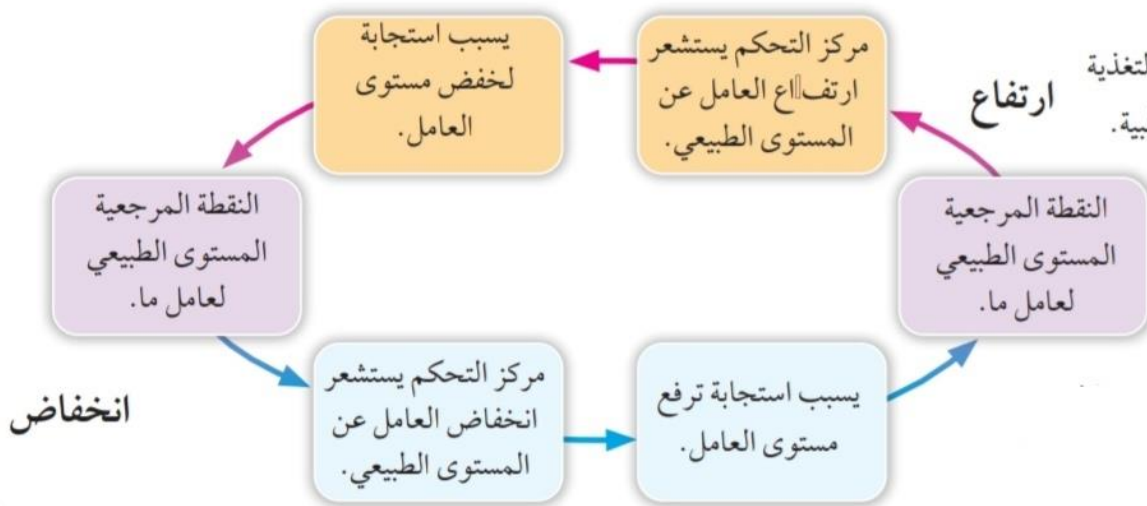 لتغذية
بية.
ارتفاع
مركز التحكم يستشعر
ارتفاع العامل عن
المستوى الطبيعي.
يسبب استجابة
لخفض مستوى
العامل.
النقطة المرجعية
المستوى الطبيعي
لعامل ما.
النقطة المرجعية
المستوى الطبيعي
لعامل ما.
انخفاض
مركز التحكم يستشعر
انخفاض العامل عن
المستوى الطبيعي.
يسبب استجابة ترفع
مستوى العامل.